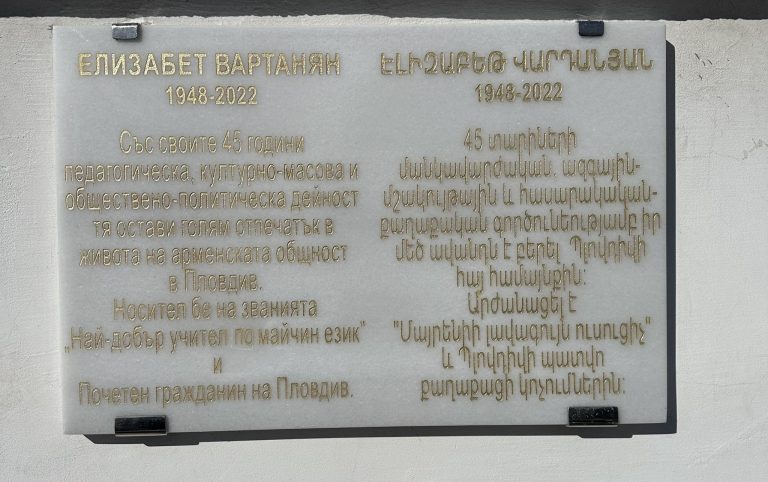 ЕЛИЗАБЕТ ВАРТАНЯН
1948-2022
Със своите 45 години
педагогическа, културно-масова и
обществено-политическа дейност
тя остави голям отпечатък в
живота на арменската общност
в Пловдив.
Носител бе на званията
„Най-добър учител по майчин език"
и
Почетен гражданин на Пловдив.
ԷԼԻԶԱԲԵԹ ՎԱՐԴԱՆՅԱՆ
1948-2022
45 տարիների
մանկավարժական, ազգային-
մշակույթային և հասարակական-
քաղաքական գործունեությամբ իր
մեծ ավանդն է բերել Պլովդիվի
հայ համայնքին:
Արժանացել է
"Մայրենիի լավագույն ուսուցիչ"
և Պլովդիվի պատվո
քաղաքացի կոչումներին: